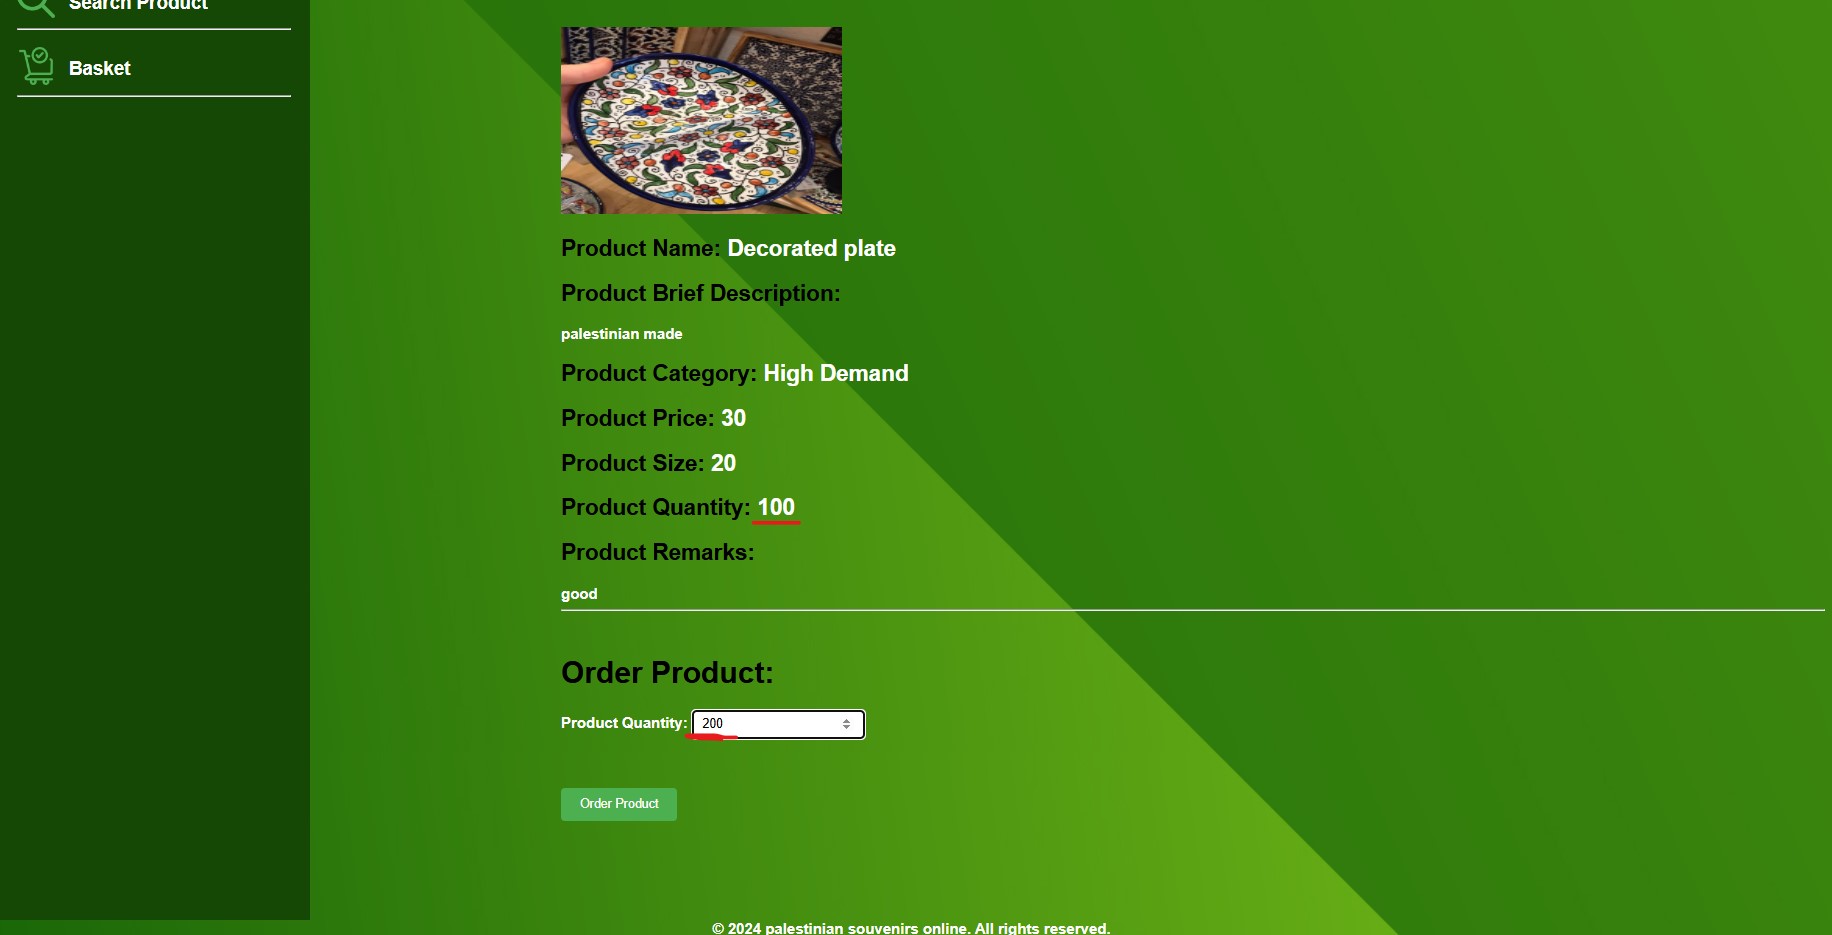 Search Product
Basket
Product Name: Decorated plate
Product Brief Description:
palestinian made
Product Category: High Demand
Product Price: 30
Product Size: 20
Product Quantity: 100
Product Remarks:
good
Order Product:
Product Quantity: 200
Order Product
© 2024 palestinian souvenirs online. All rights reserved.